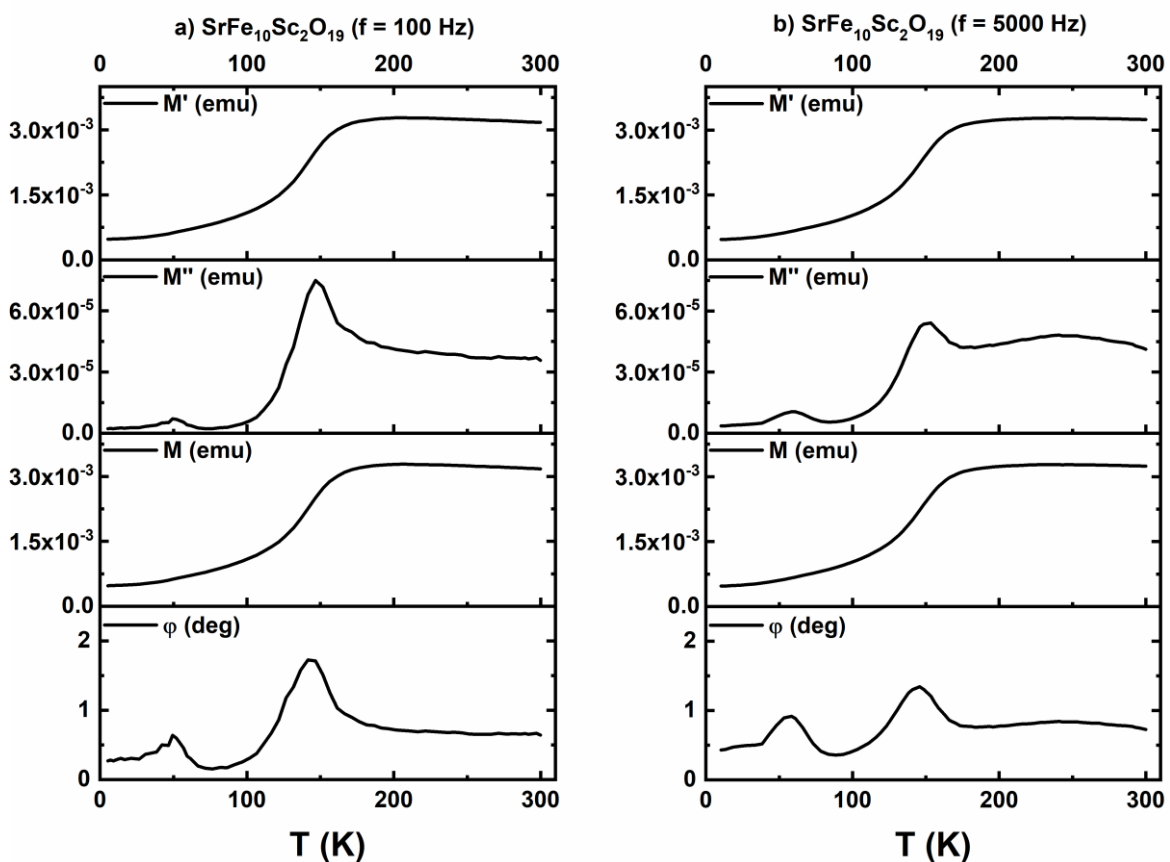 a) SrFe₁₀Sc₂O₁₉ (f = 100 Hz)
0 100 200 300
M' (emu)
3.0x10⁻³
1.5x10⁻³
0.0
M'' (emu)
6.0x10⁻⁵
3.0x10⁻⁵
0.0
M (emu)
3.0x10⁻³
1.5x10⁻³
0.0
φ (deg)
2
1
0
0 100 200 300
T (K)
b) SrFe₁₀Sc₂O₁₉ (f = 5000 Hz)
0 100 200 300
M' (emu)
3.0x10⁻³
1.5x10⁻³
0.0
M'' (emu)
6.0x10⁻⁵
3.0x10⁻⁵
0.0
M (emu)
3.0x10⁻³
1.5x10⁻³
0.0
φ (deg)
2
1
0
0 100 200 300
T (K)